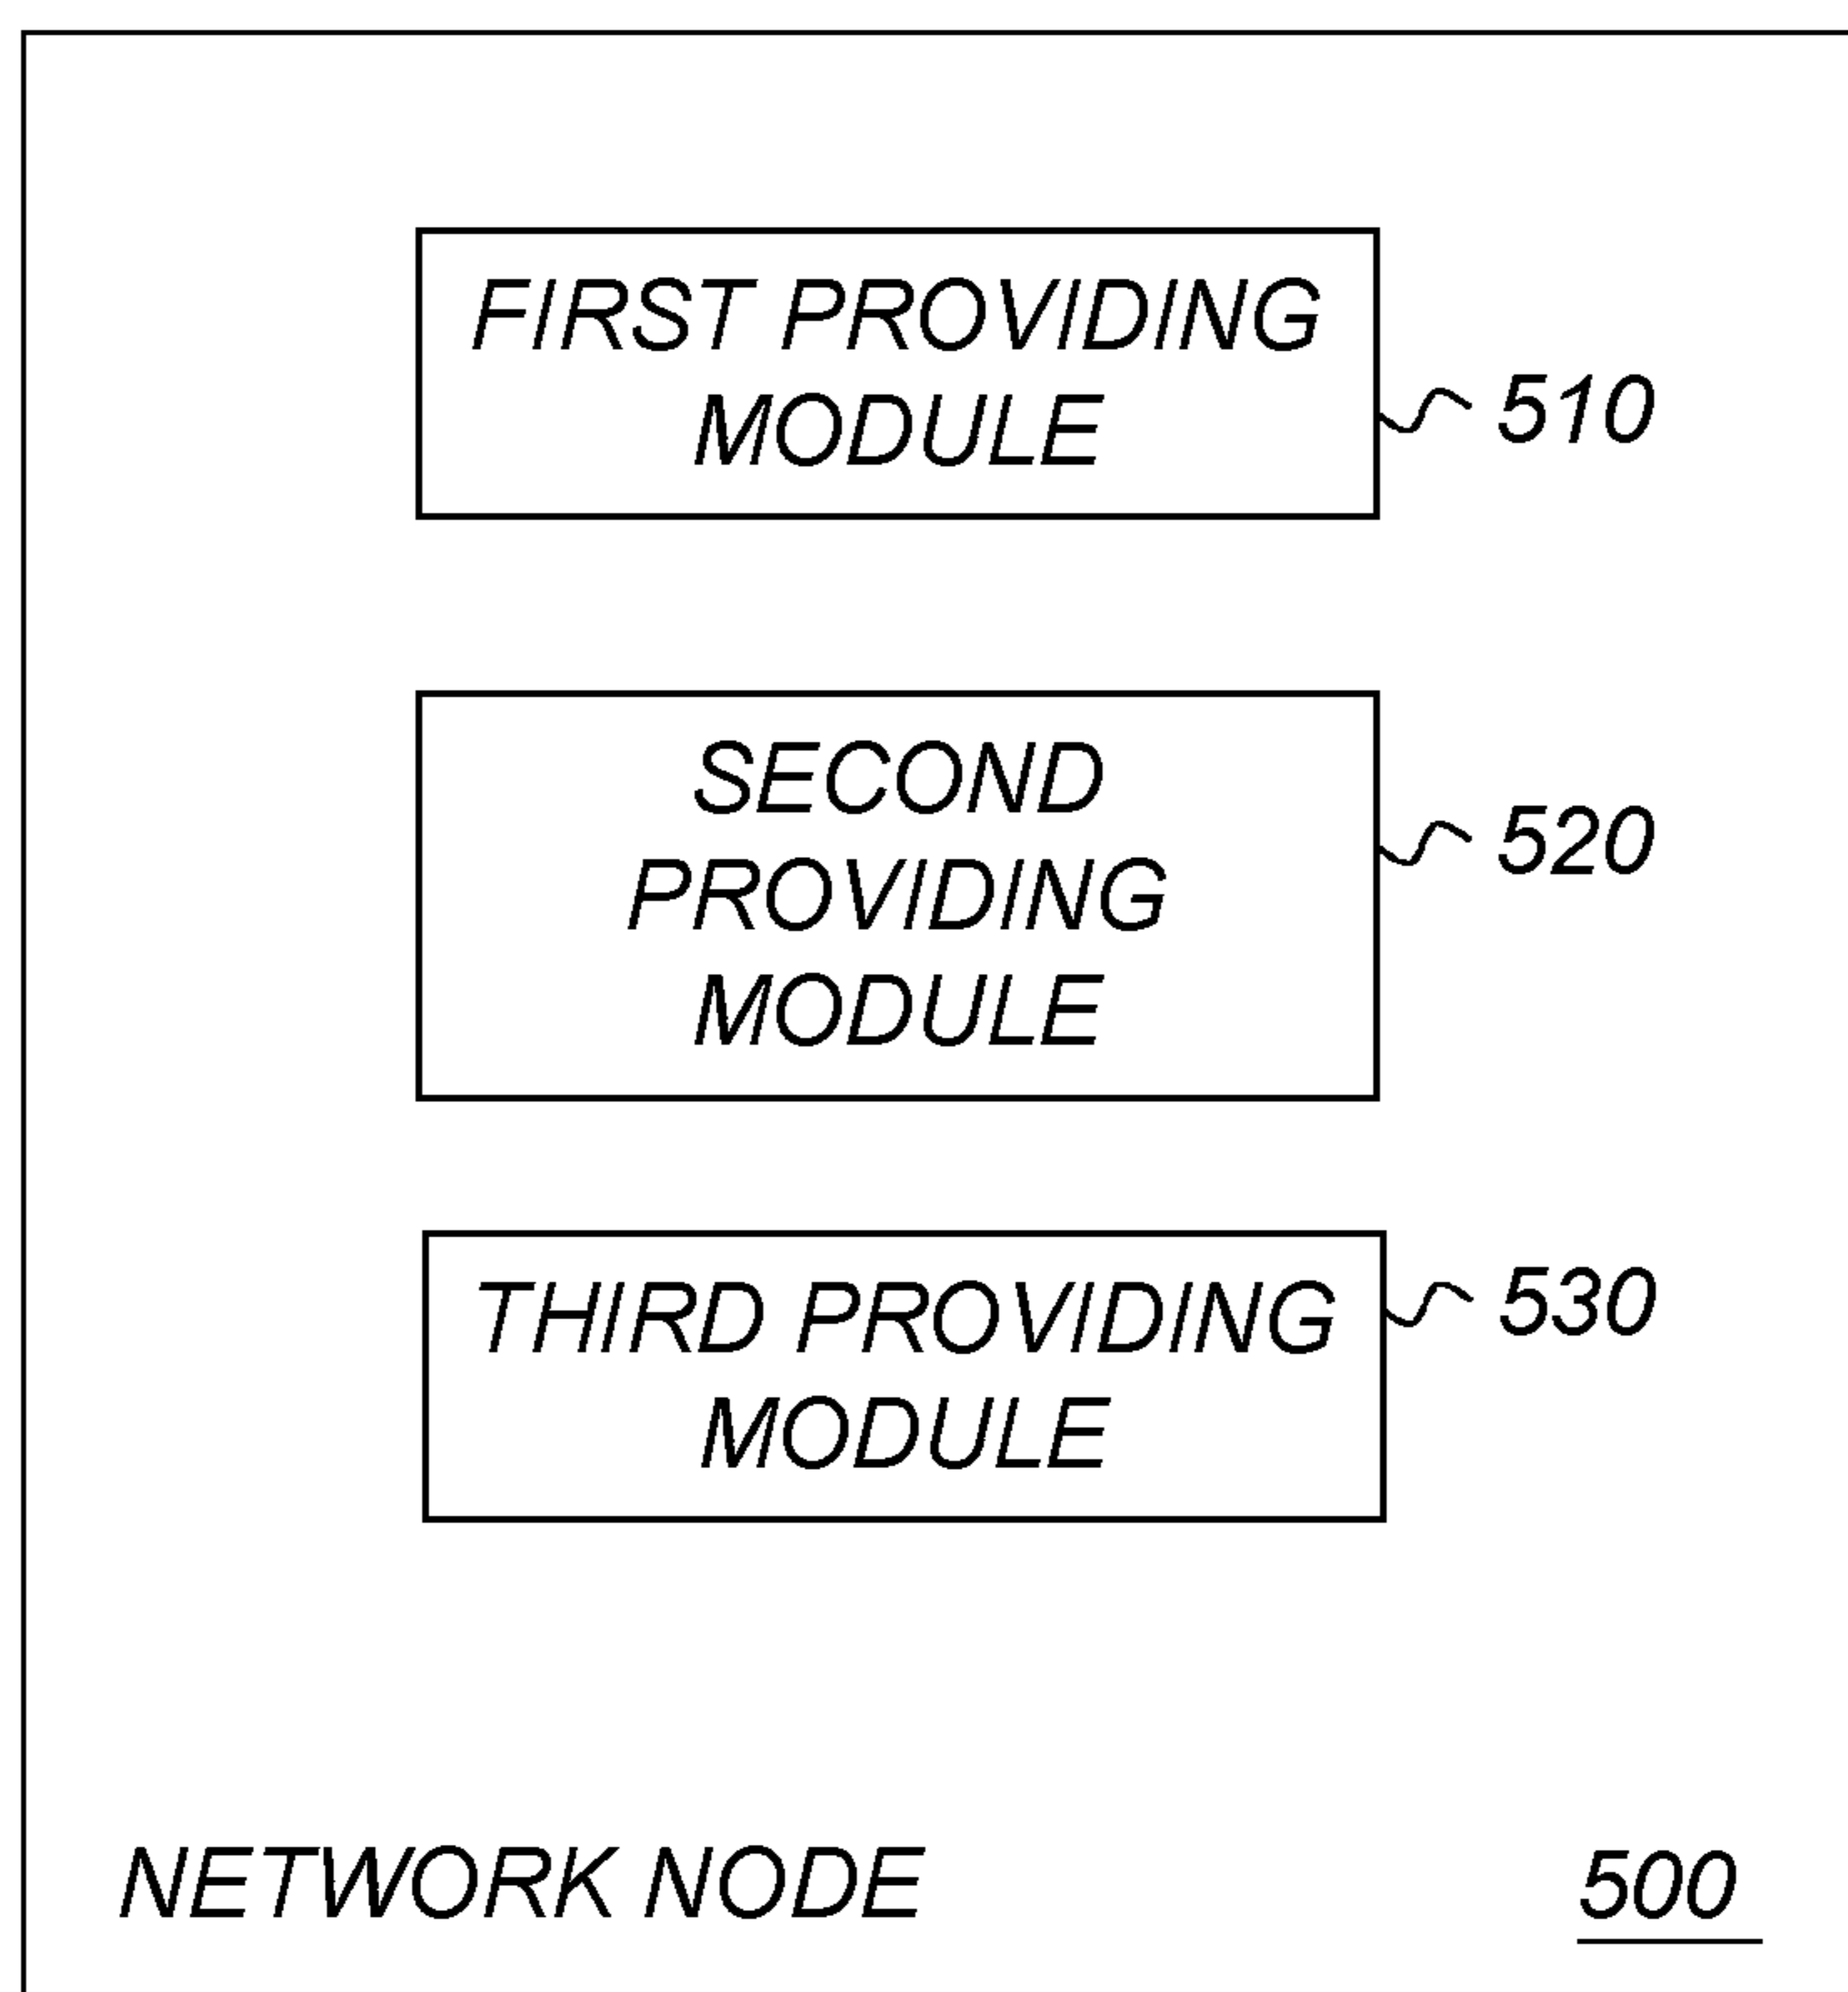 FIRST PROVIDING
MODULE
510
SECOND
PROVIDING
MODULE
520
THIRD PROVIDING
MODULE
530
NETWORK NODE
500